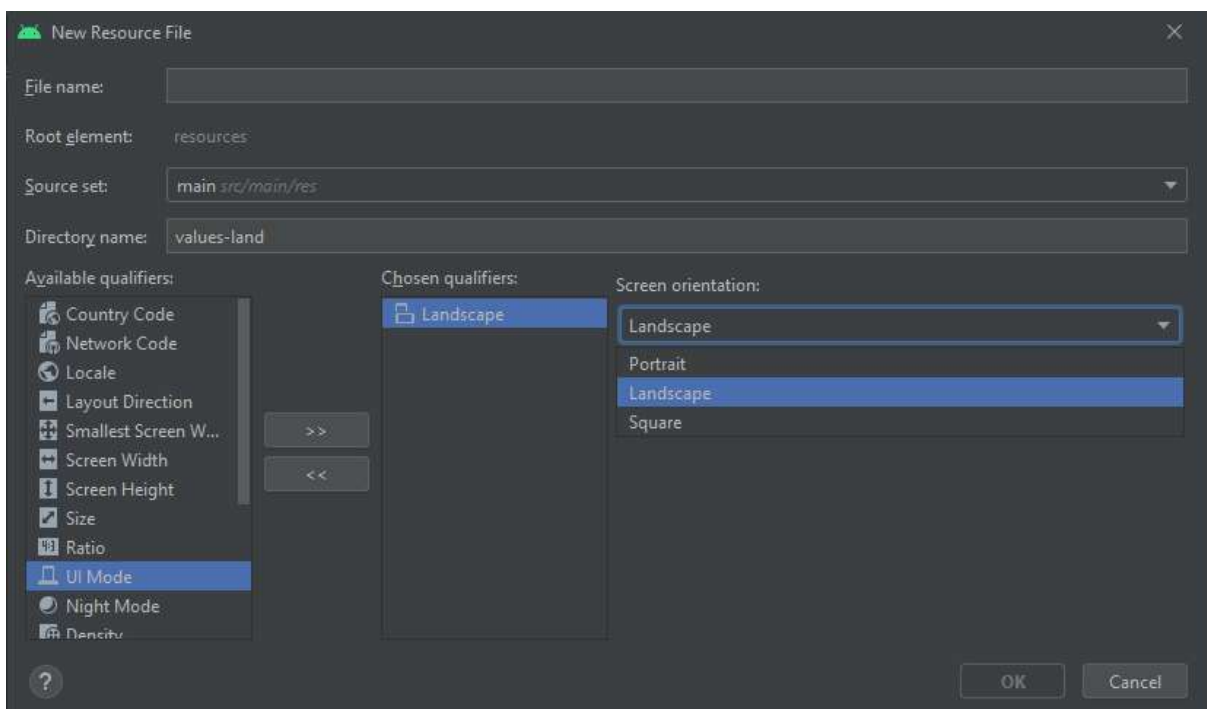 New Resource File
File name:
Root element: resources
Source set: main src/main/res
Directory name: values-land
Available qualifiers:
Country Code
Network Code
Locale
Layout Direction
Smallest Screen W...
Screen Width
Screen Height
Size
Ratio
UI Mode
Night Mode
Density
>>
<<
Chosen qualifiers:
Landscape
Screen orientation:
Landscape
Portrait
Landscape
Square
?
OK
Cancel